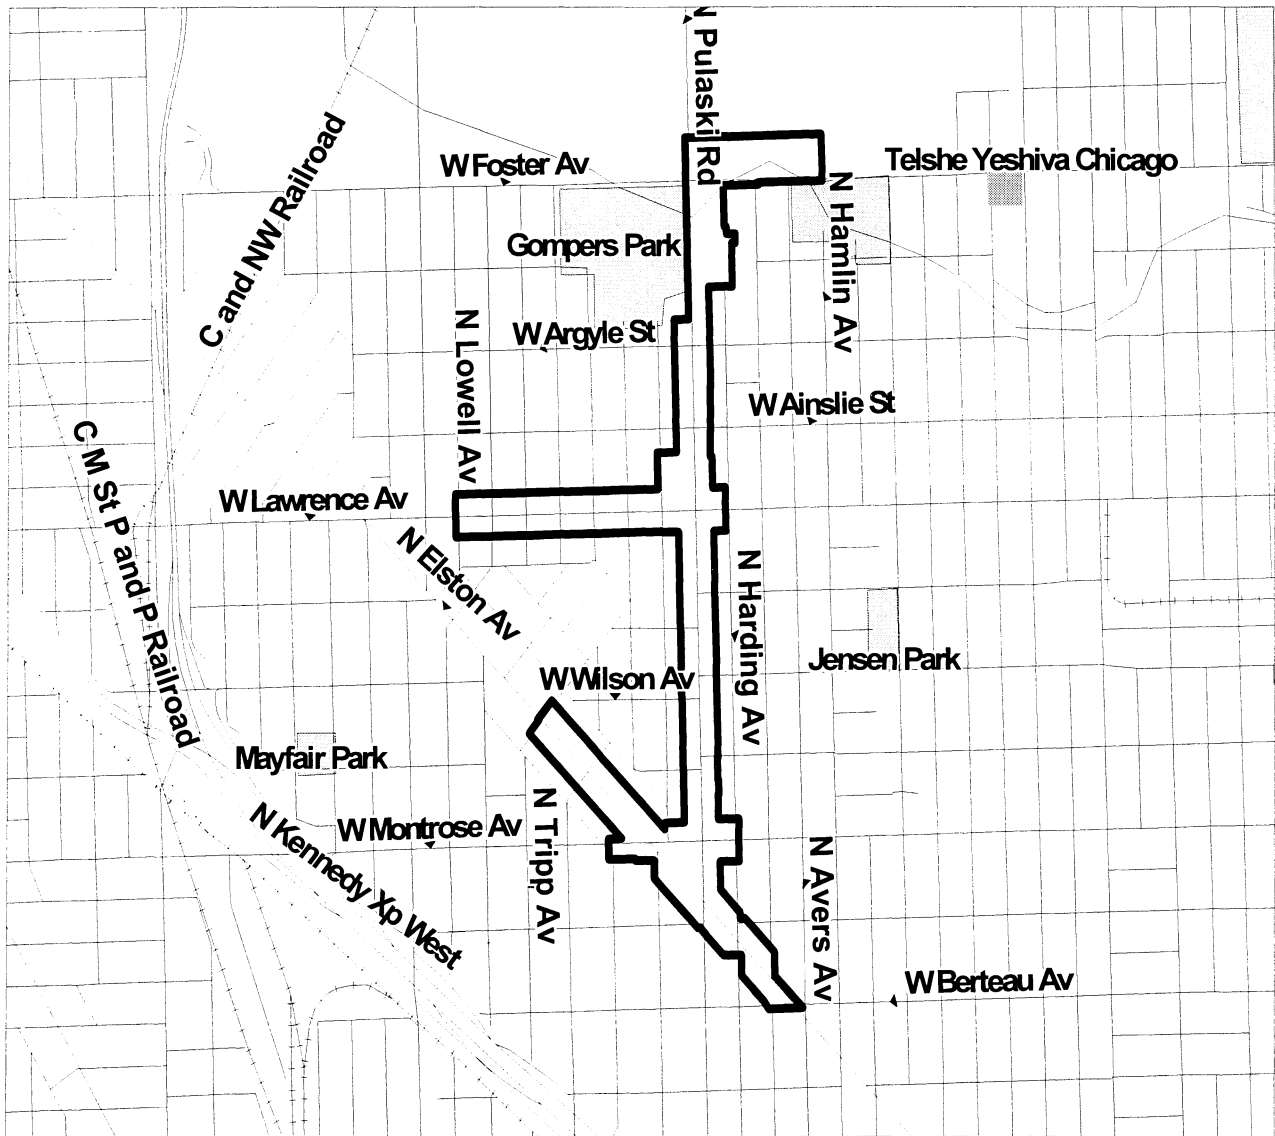 N Pulaski Rd
W Foster Av
Telshe Yeshiva Chicago
C and NW Railroad
Gompers Park
N Hamlin Av
W Argyle St
N Lowell Av
W Ainslie St
C M St P and P Railroad
W Lawrence Av
N Elston Av
N Harding Av
Jensen Park
W Wilson Av
Mayfair Park
N Kennedy Xp West
W Montrose Av
N Tripp Av
N Avers Av
W Berteau Av